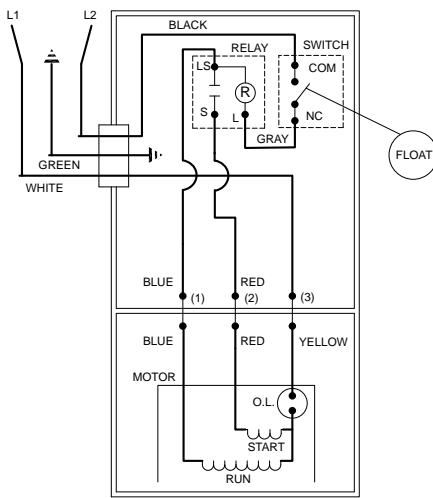 L1
L2
BLACK
RELAY
SWITCH
LS
COM
R
S
L
NC
GRAY
FLOAT
GREEN
WHITE
BLUE
RED
(1)
(2)
(3)
BLUE
RED
YELLOW
MOTOR
O.L.
START
RUN